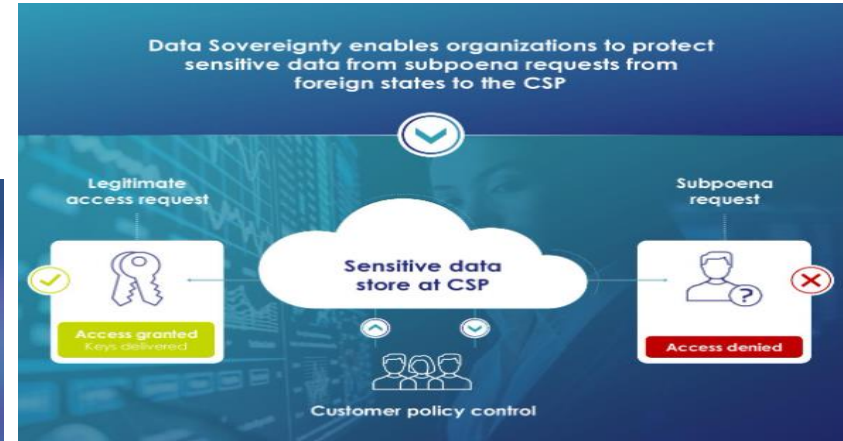 Data Sovereignty enables organizations to protect
sensitive data from subpoena requests from
foreign states to the CSP
Legitimate
access request
Subpoena
request
Sensitive data
store at CSP
Access granted
Keys delivered
?
Access denied
Customer policy control